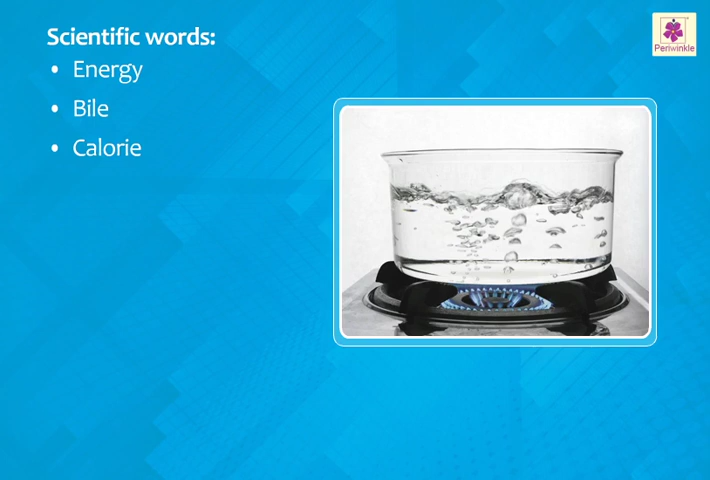 Scientific words:
• Energy
• Bile
• Calorie
Periwinkle